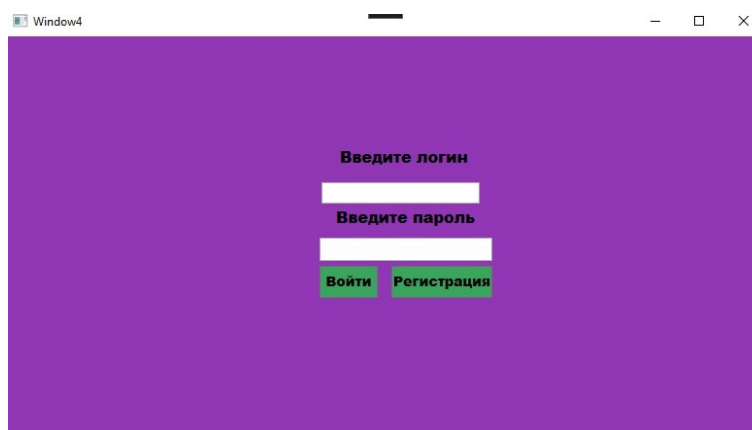 Window4
Введите логин
Введите пароль
Войти Регистрация